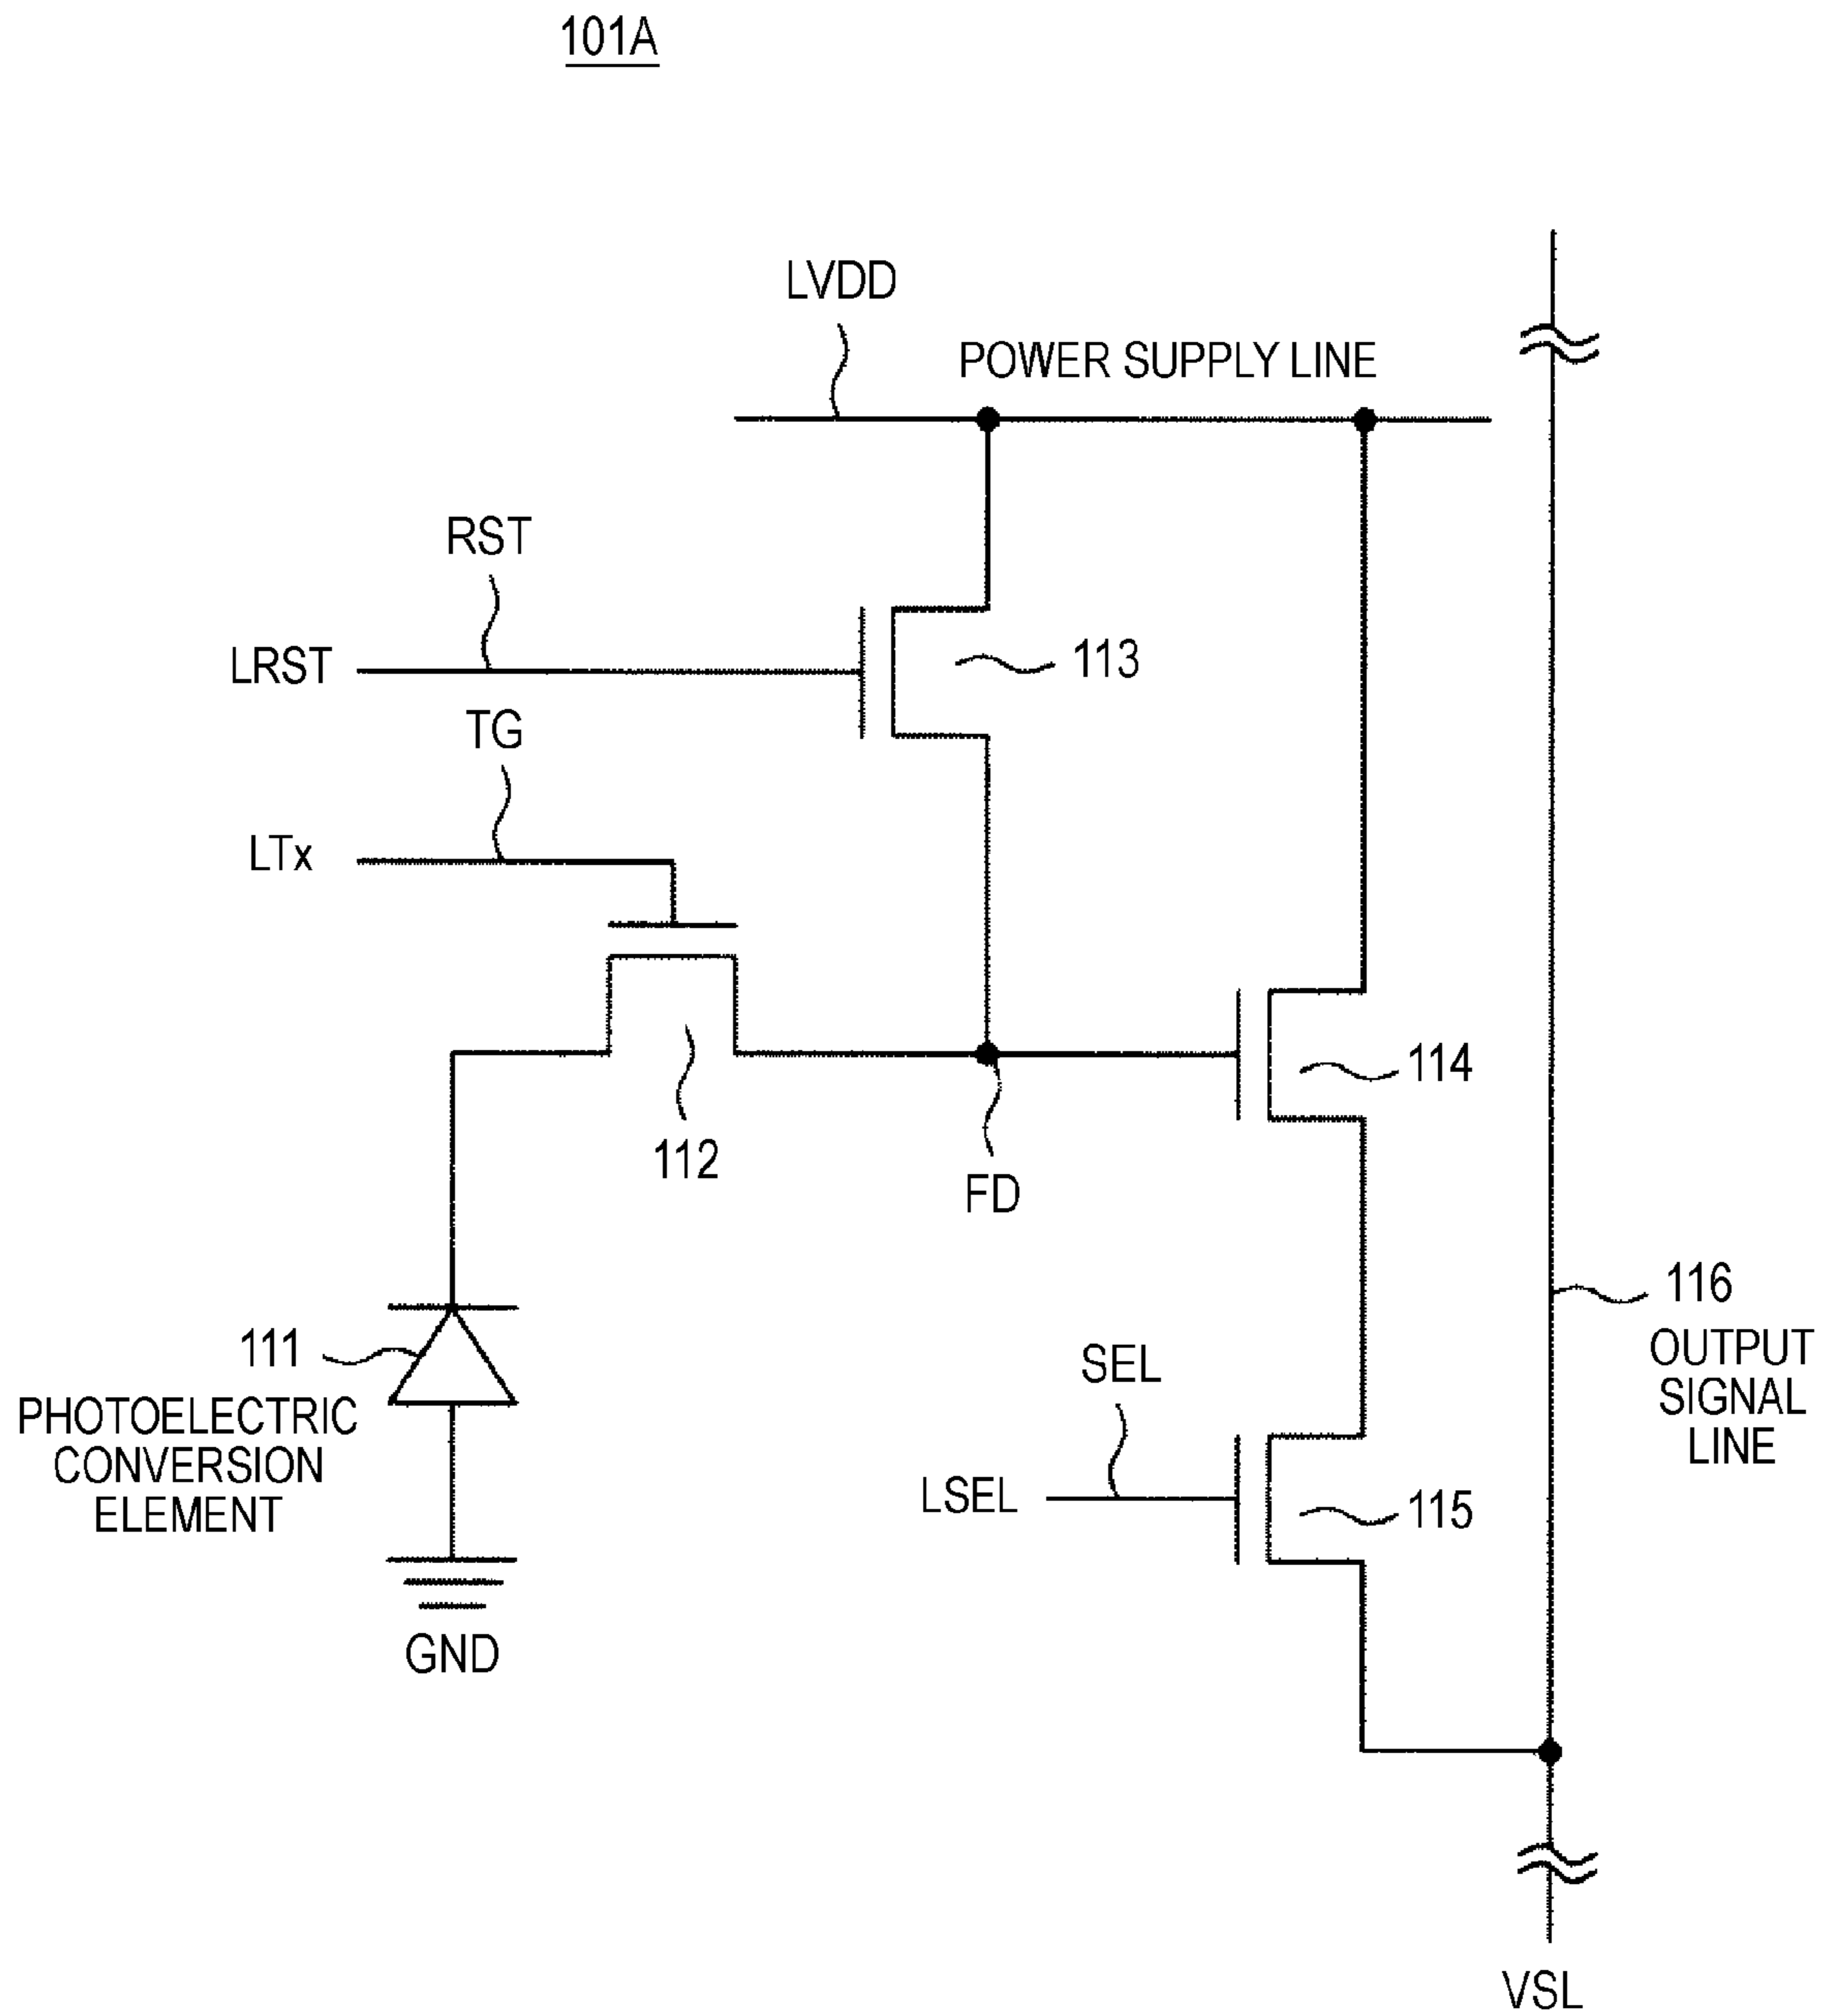 101A
LVDD
POWER SUPPLY LINE
RST
LRST
113
TG
LTx
114
112
FD
116
OUTPUT
SIGNAL
LINE
111
PHOTOELECTRIC
CONVERSION
ELEMENT
SEL
LSEL
115
GND
VSL